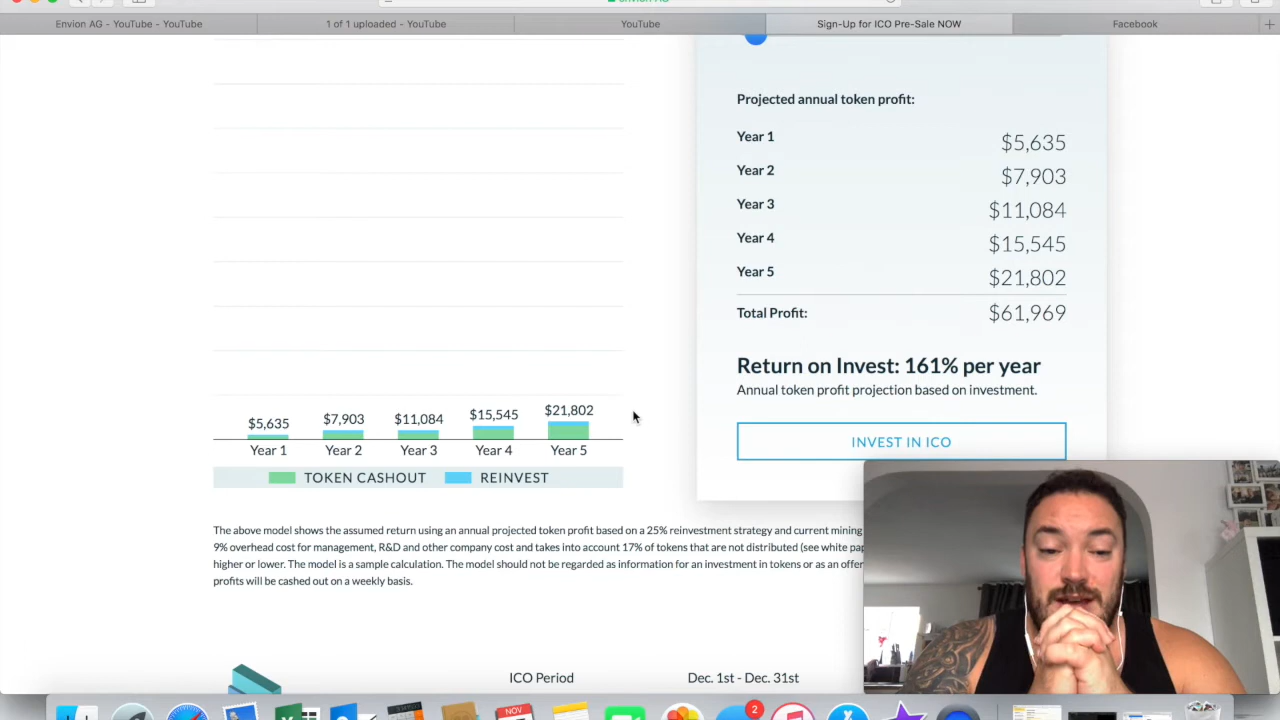 Envion AG - YouTube - YouTube
1 of 1 uploaded - YouTube
YouTube
Sign-Up for ICO Pre-Sale NOW
Facebook
Projected annual token profit:
Year 1 $5,635
Year 2 $7,903
Year 3 $11,084
Year 4 $15,545
Year 5 $21,802
Total Profit: $61,969
Return on Invest: 161% per year
Annual token profit projection based on investment.
INVEST IN ICO
$5,635 $7,903 $11,084 $15,545 $21,802
Year 1 Year 2 Year 3 Year 4 Year 5
TOKEN CASHOUT REINVEST
The above model shows the assumed return using an annual projected token profit based on a 25% reinvestment strategy and current mining
9% overhead cost for management, R&D and other company cost and takes into account 17% of tokens that are not distributed (see white
higher or lower. The model is a sample calculation. The model should not be regarded as information for an investment in tokens or as an
profits will be cashed out on a weekly basis.
ICO Period Dec. 1st - Dec. 31st
NOV
2